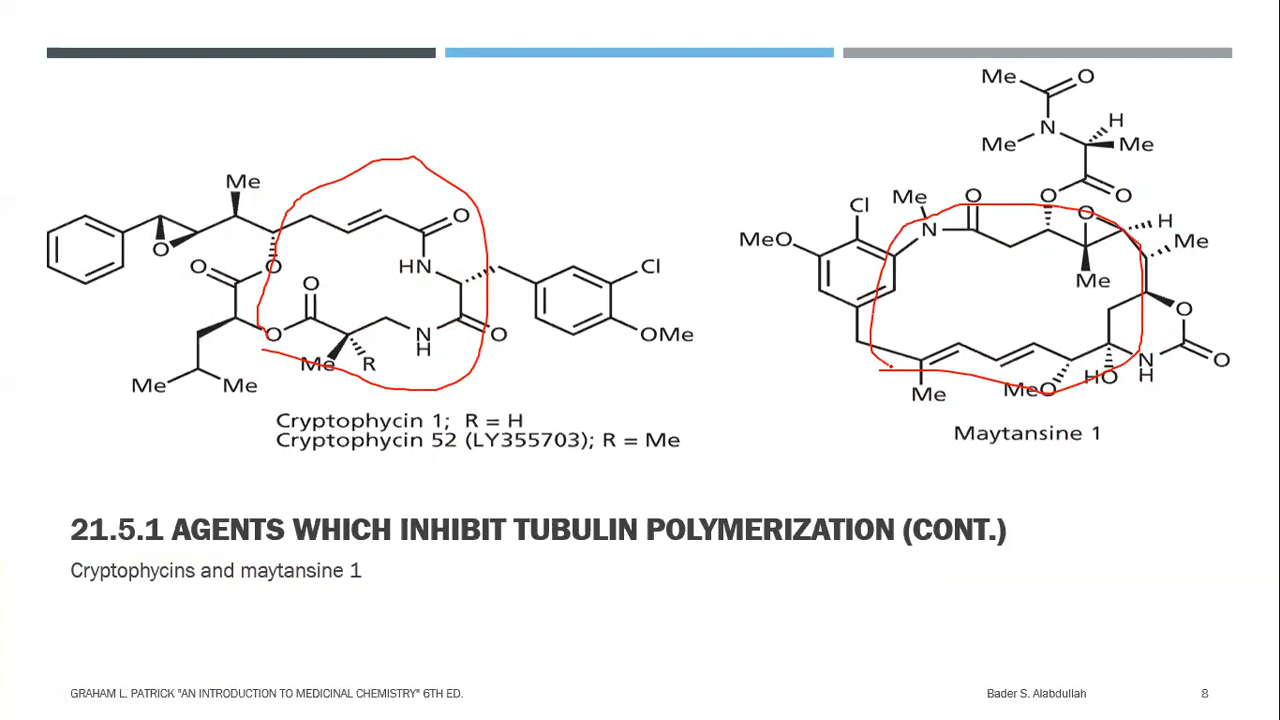 Me
O
N
H
Me
Me
O
O
Me
O
Cl
Me
O
H
MeO
N
Me
Me
O
N
H
O
HO
MeO
Me
Maytansine 1
Me
O
O
O
O
HN
Cl
O
O
N
H
O
OMe
Me
R
Me
Me
Cryptophycin 1; R = H
Cryptophycin 52 (LY355703); R = Me
21.5.1 AGENTS WHICH INHIBIT TUBULIN POLYMERIZATION (CONT.)
Cryptophycins and maytansine 1
GRAHAM L. PATRICK "AN INTRODUCTION TO MEDICINAL CHEMISTRY" 6TH ED.
Bader S. Alabdullah
8